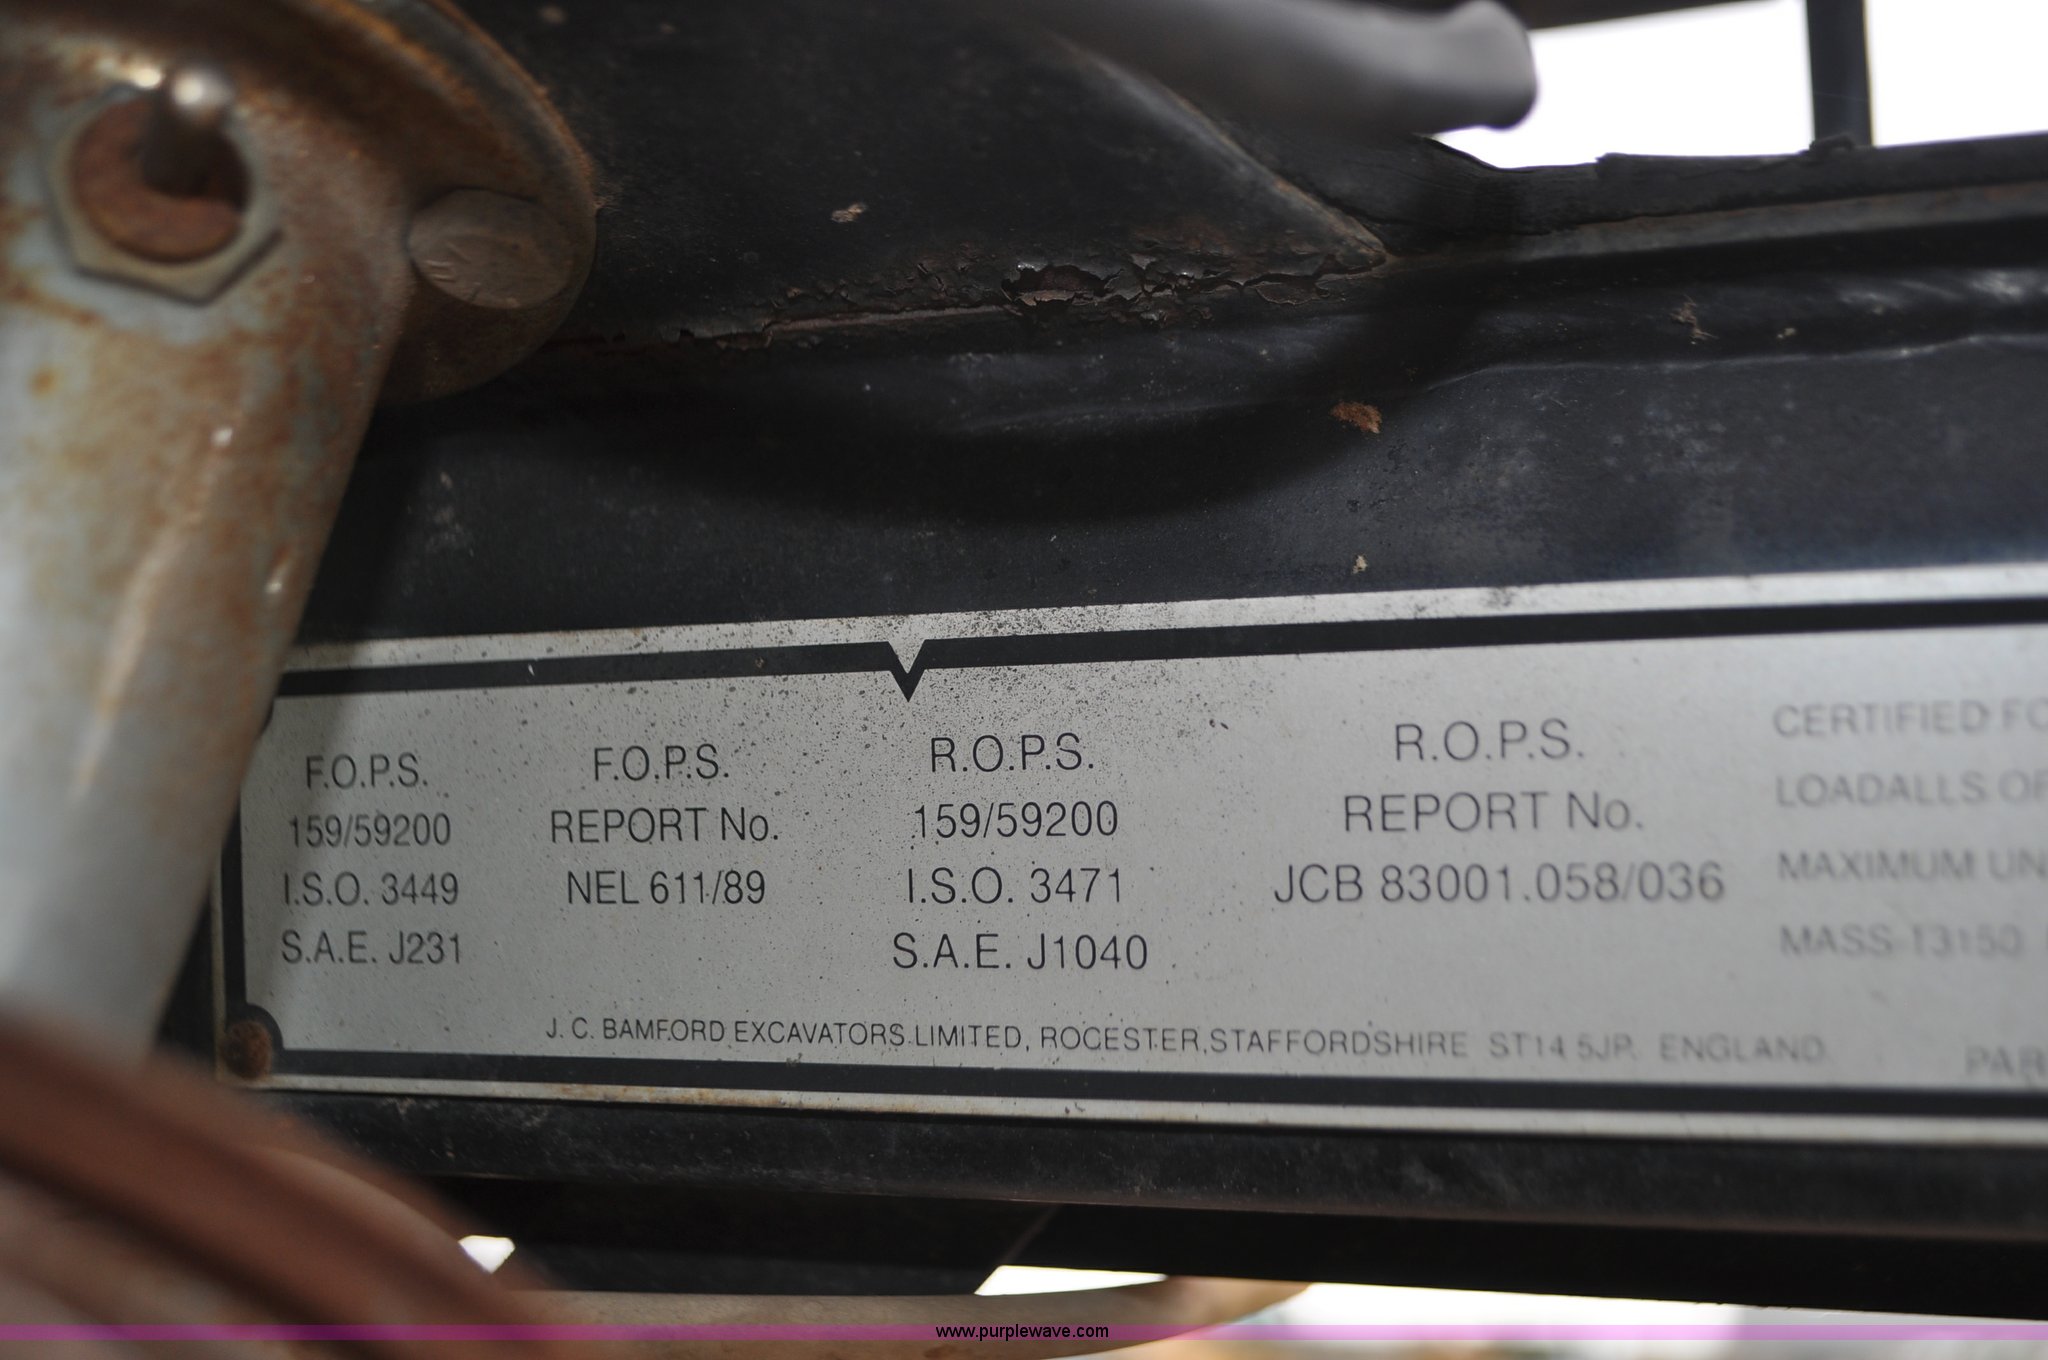 F.O.P.S.
159/59200
I.S.O. 3449
S.A.E. J231
F.O.P.S.
REPORT No.
NEL 611/89
R.O.P.S.
159/59200
I.S.O. 3471
S.A.E. J1040
R.O.P.S.
REPORT No.
JCB 83001.058/036
CERTIFIED
LOADALLS
MAXIMUM
MASS 13150
J. C. BAMFORD EXCAVATORS LIMITED, ROCESTER, STAFFORDSHIRE ST14 5JP. ENGLAND.
www.purplewave.com